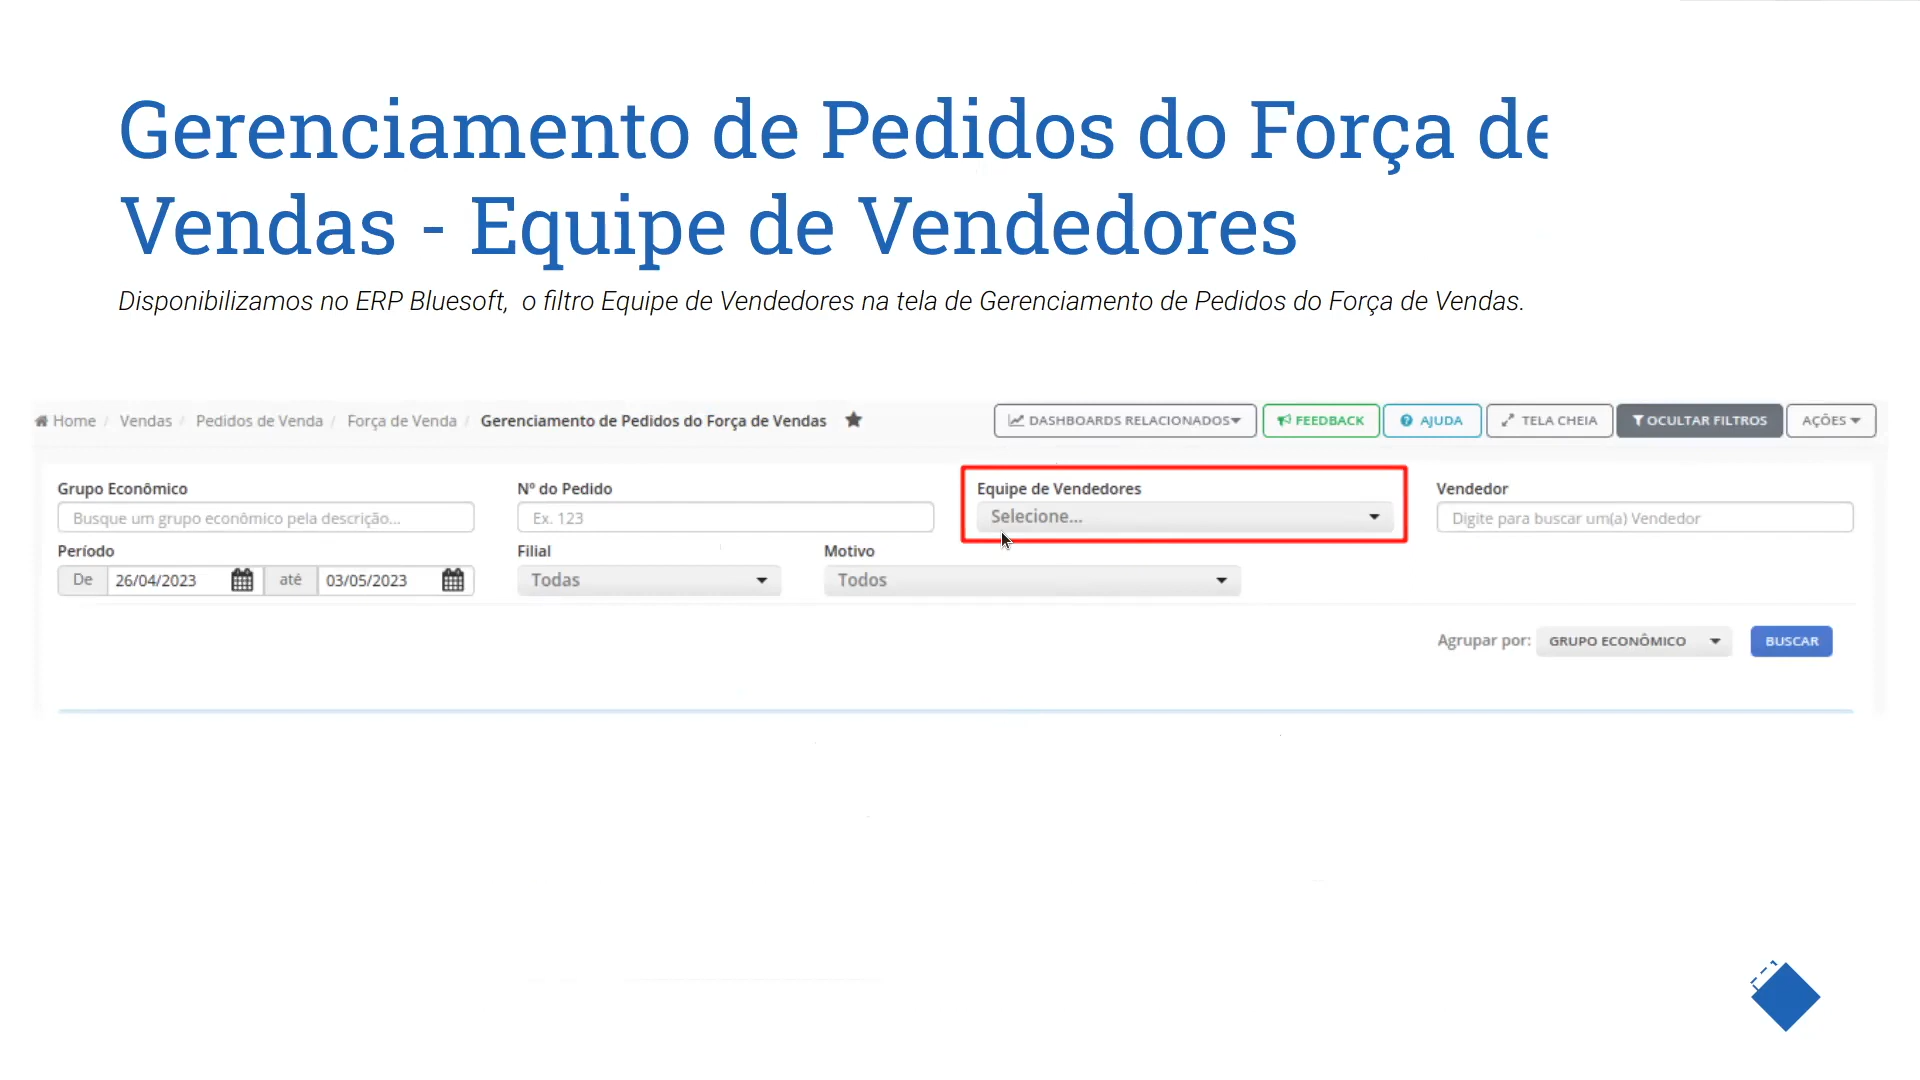 Gerenciamento de Pedidos do Força de
Vendas - Equipe de Vendedores
Disponibilizamos no ERP Bluesoft, o filtro Equipe de Vendedores na tela de Gerenciamento de Pedidos do Força de Vendas.
Home / Vendas / Pedidos de Venda / Força de Venda / Gerenciamento de Pedidos do Força de Vendas
DASHBOARDS RELACIONADOS FEEDBACK AJUDA TELA CHEIA OCULTAR FILTROS AÇÕES
Grupo Econômico Nº do Pedido Equipe de Vendedores Vendedor
Busque um grupo econômico pela descrição... Ex. 123 Selecione... Digite para buscar um(a) Vendedor
Período Filial Motivo
De 26/04/2023 até 03/05/2023 Todas Todos
Agrupar por: GRUPO ECONÔMICO BUSCAR